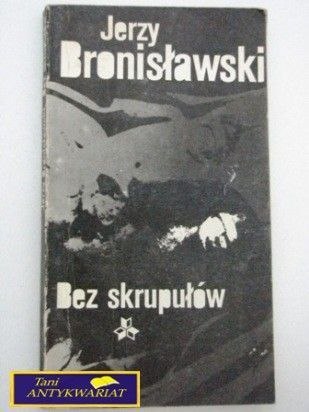 Jerzy
Bronisławski
Bez skrupułów
Tani
ANTYKWARIAT